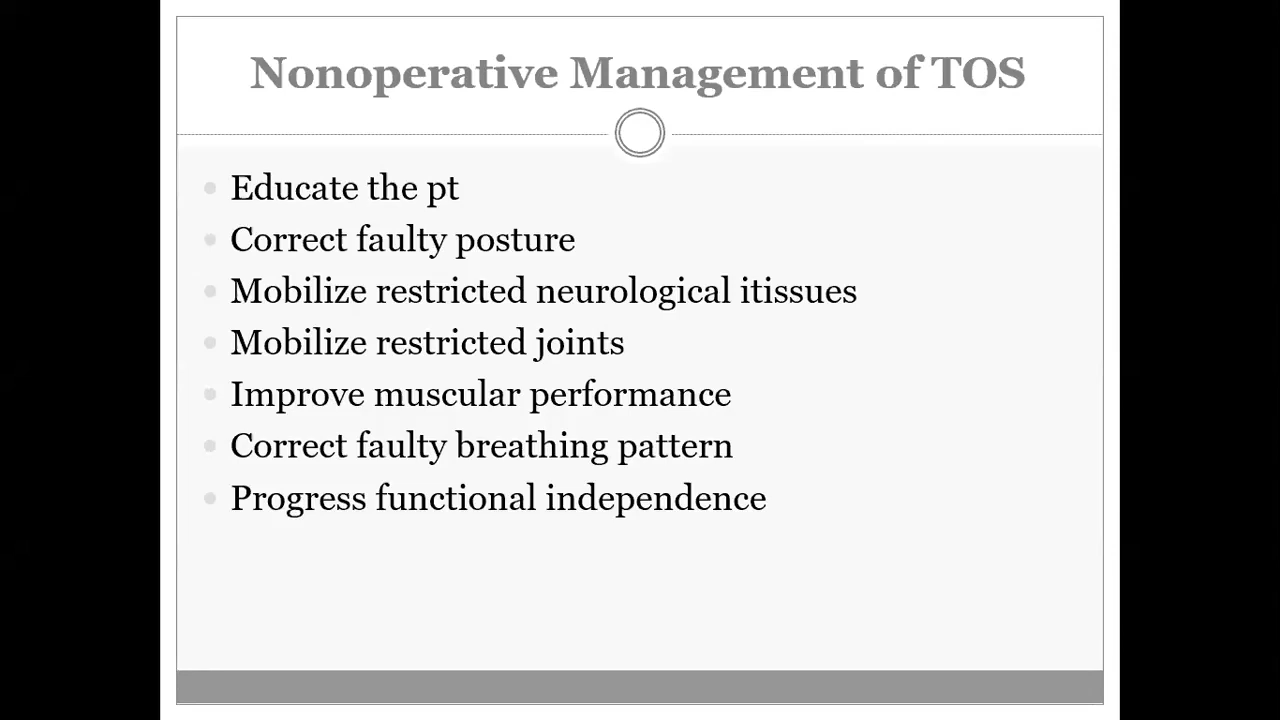 Nonoperative Management of TOS
Educate the pt
Correct faulty posture
Mobilize restricted neurological itissues
Mobilize restricted joints
Improve muscular performance
Correct faulty breathing pattern
Progress functional independence